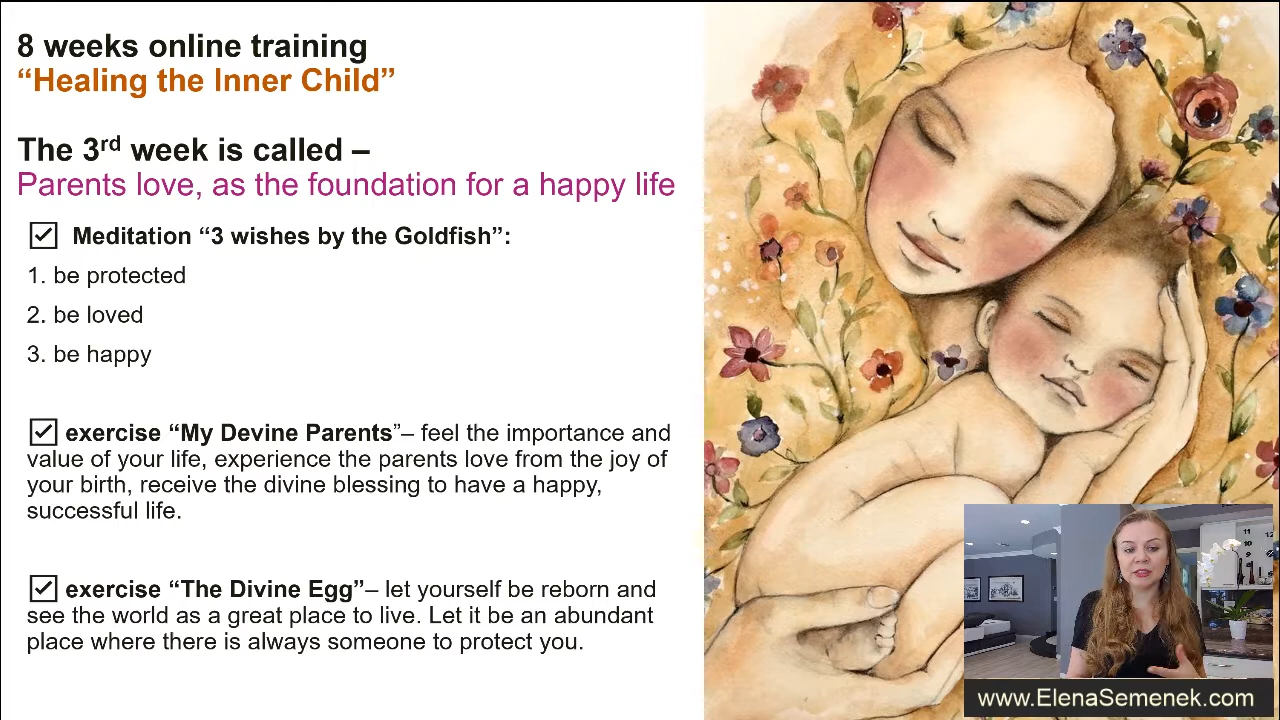 8 weeks online training
“Healing the Inner Child”
The 3rd week is called –
Parents love, as the foundation for a happy life
Meditation “3 wishes by the Goldfish”:
1. be protected
2. be loved
3. be happy
exercise “My Devine Parents”– feel the importance and
value of your life, experience the parents love from the joy of
your birth, receive the divine blessing to have a happy,
successful life.
exercise “The Divine Egg”– let yourself be reborn and
see the world as a great place to live. Let it be an abundant
place where there is always someone to protect you.
www.ElenaSemenek.com